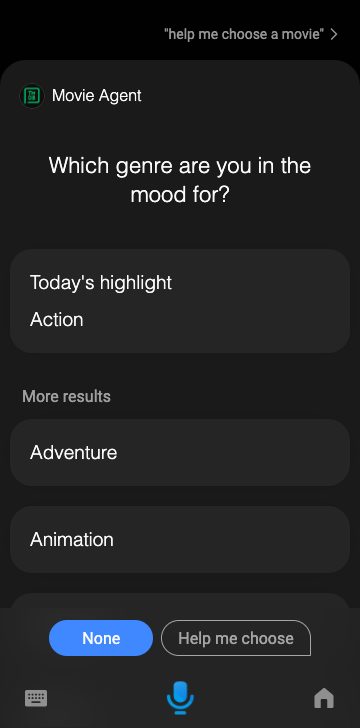 "help me choose a movie"
Movie Agent
Which genre are you in the
mood for?
Today's highlight
Action
More results
Adventure
Animation
None
Help me choose